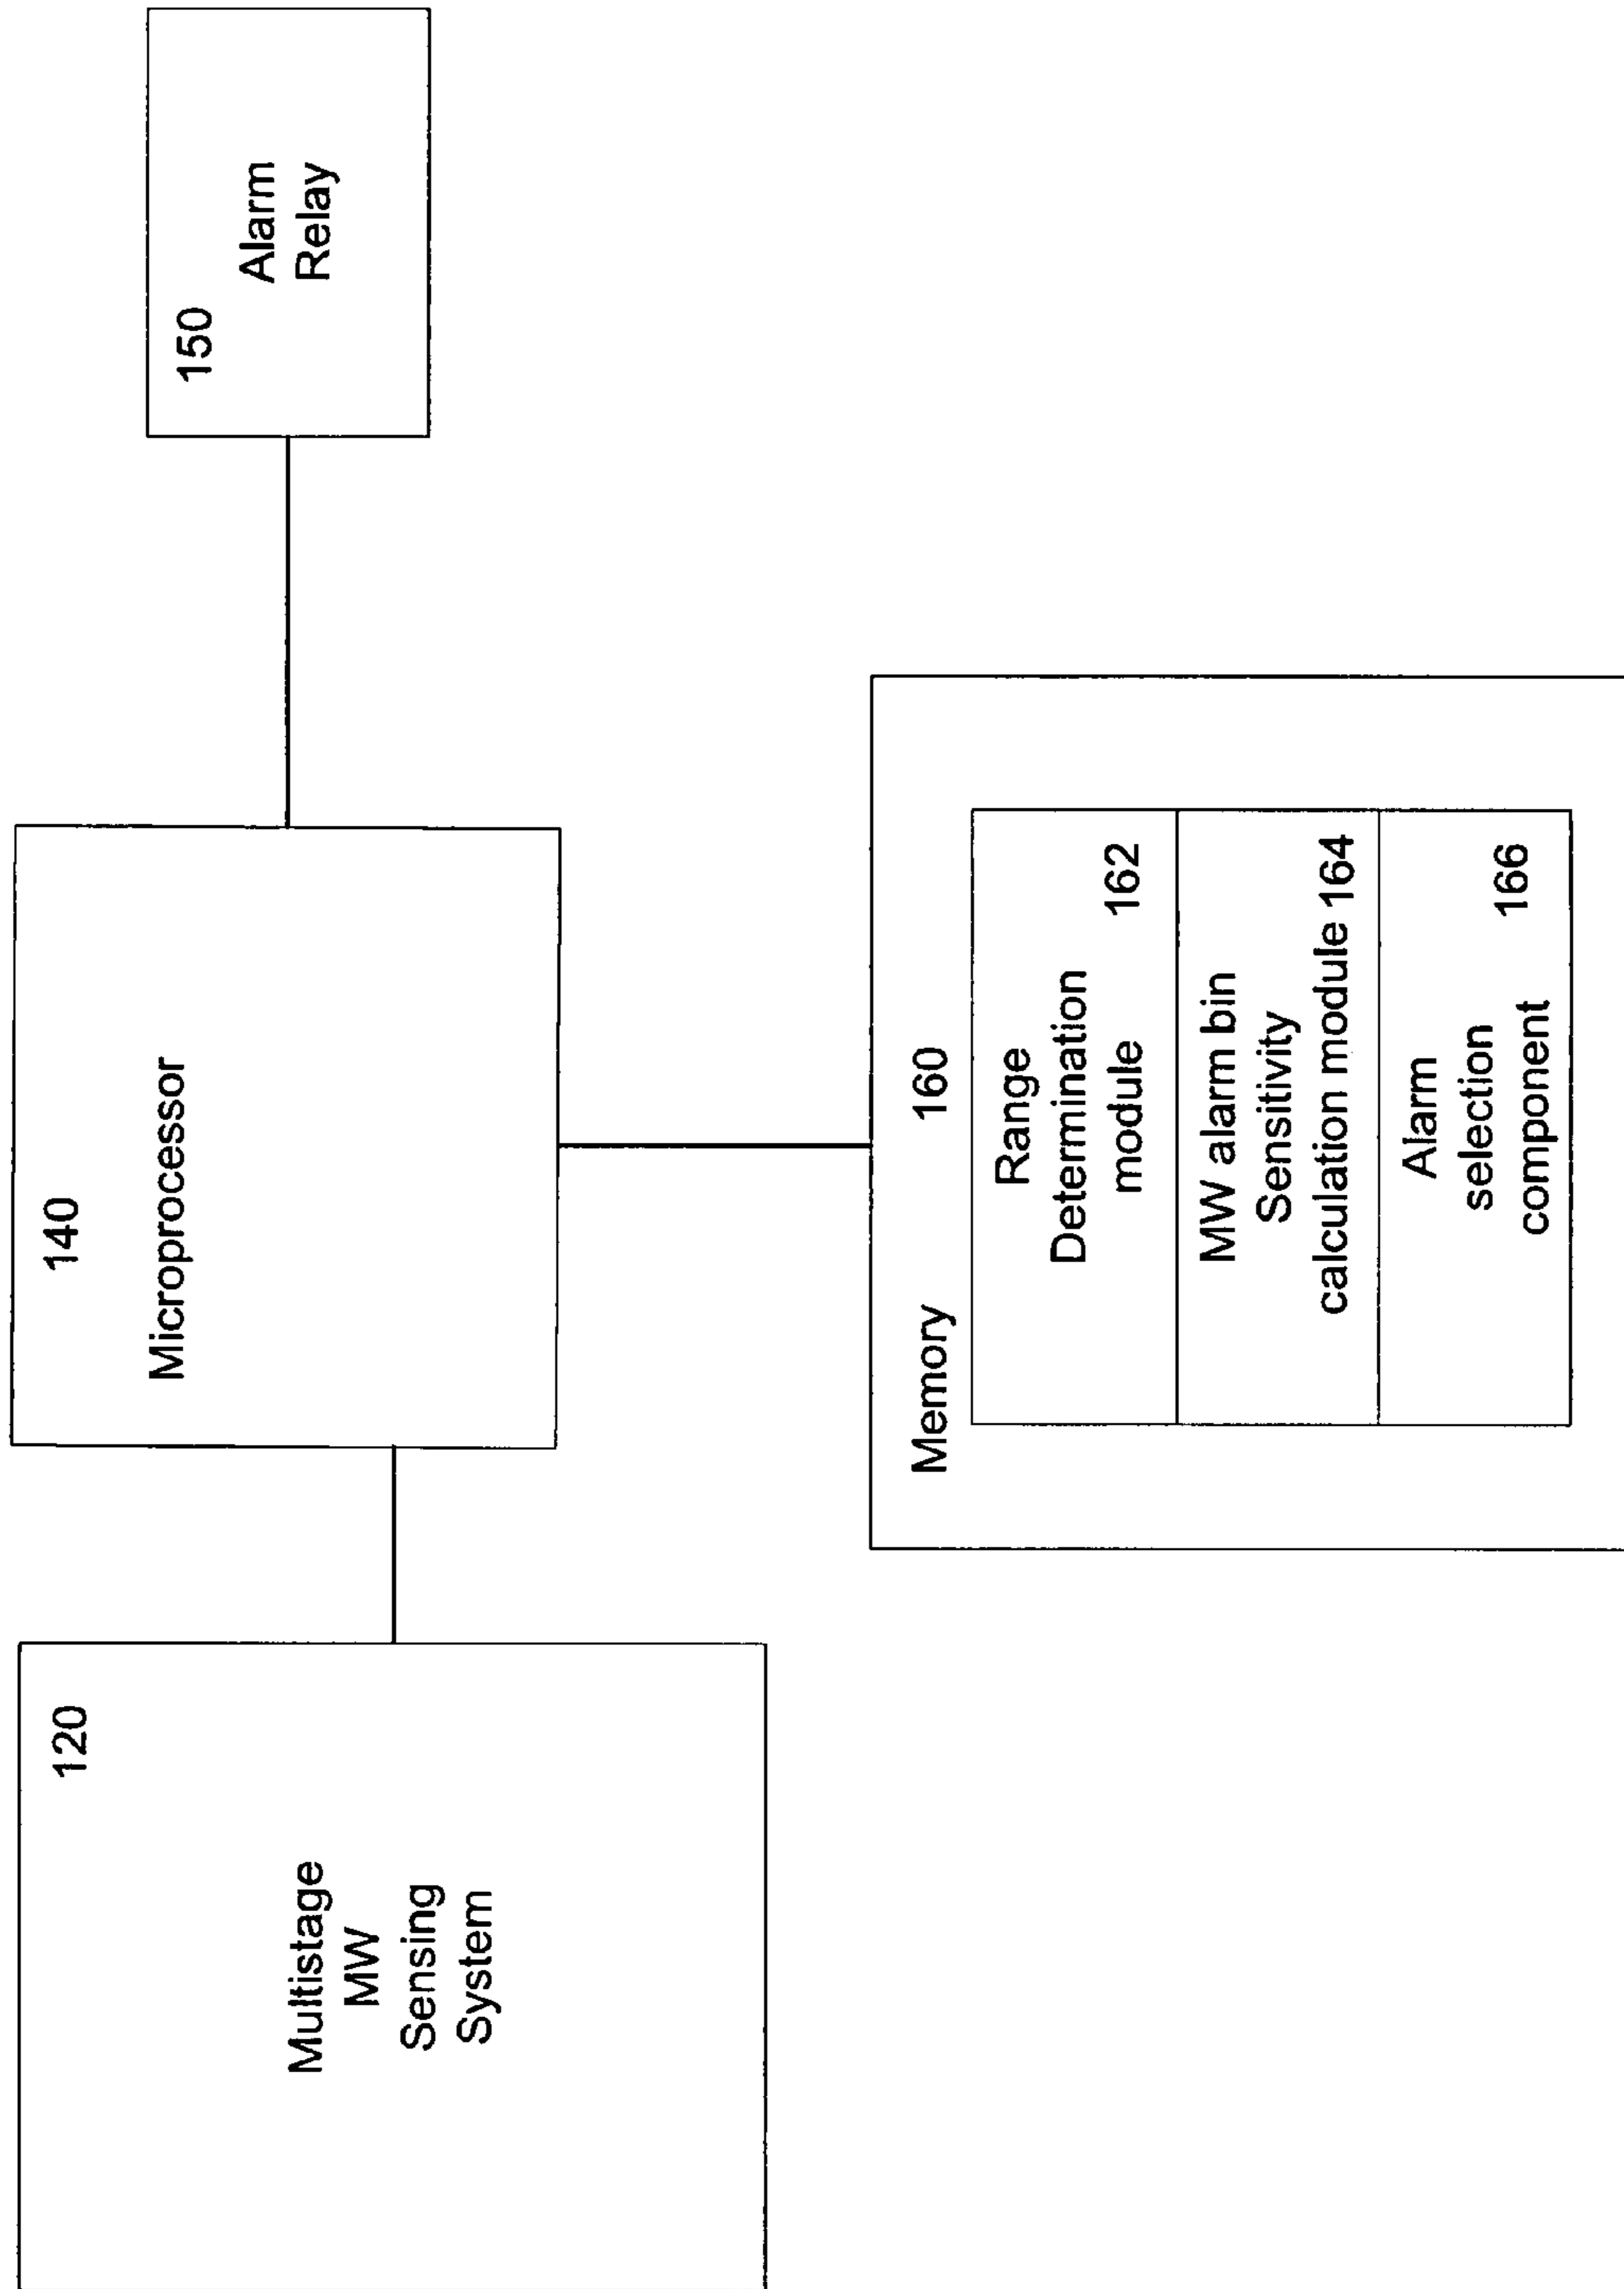 120
Multistage
MW
Sensing
System
140
Microprocessor
150
Alarm
Relay
Memory 160
Range
Determination
module 162
MW alarm bin
Sensitivity
calculation module 164
Alarm
selection
component 166